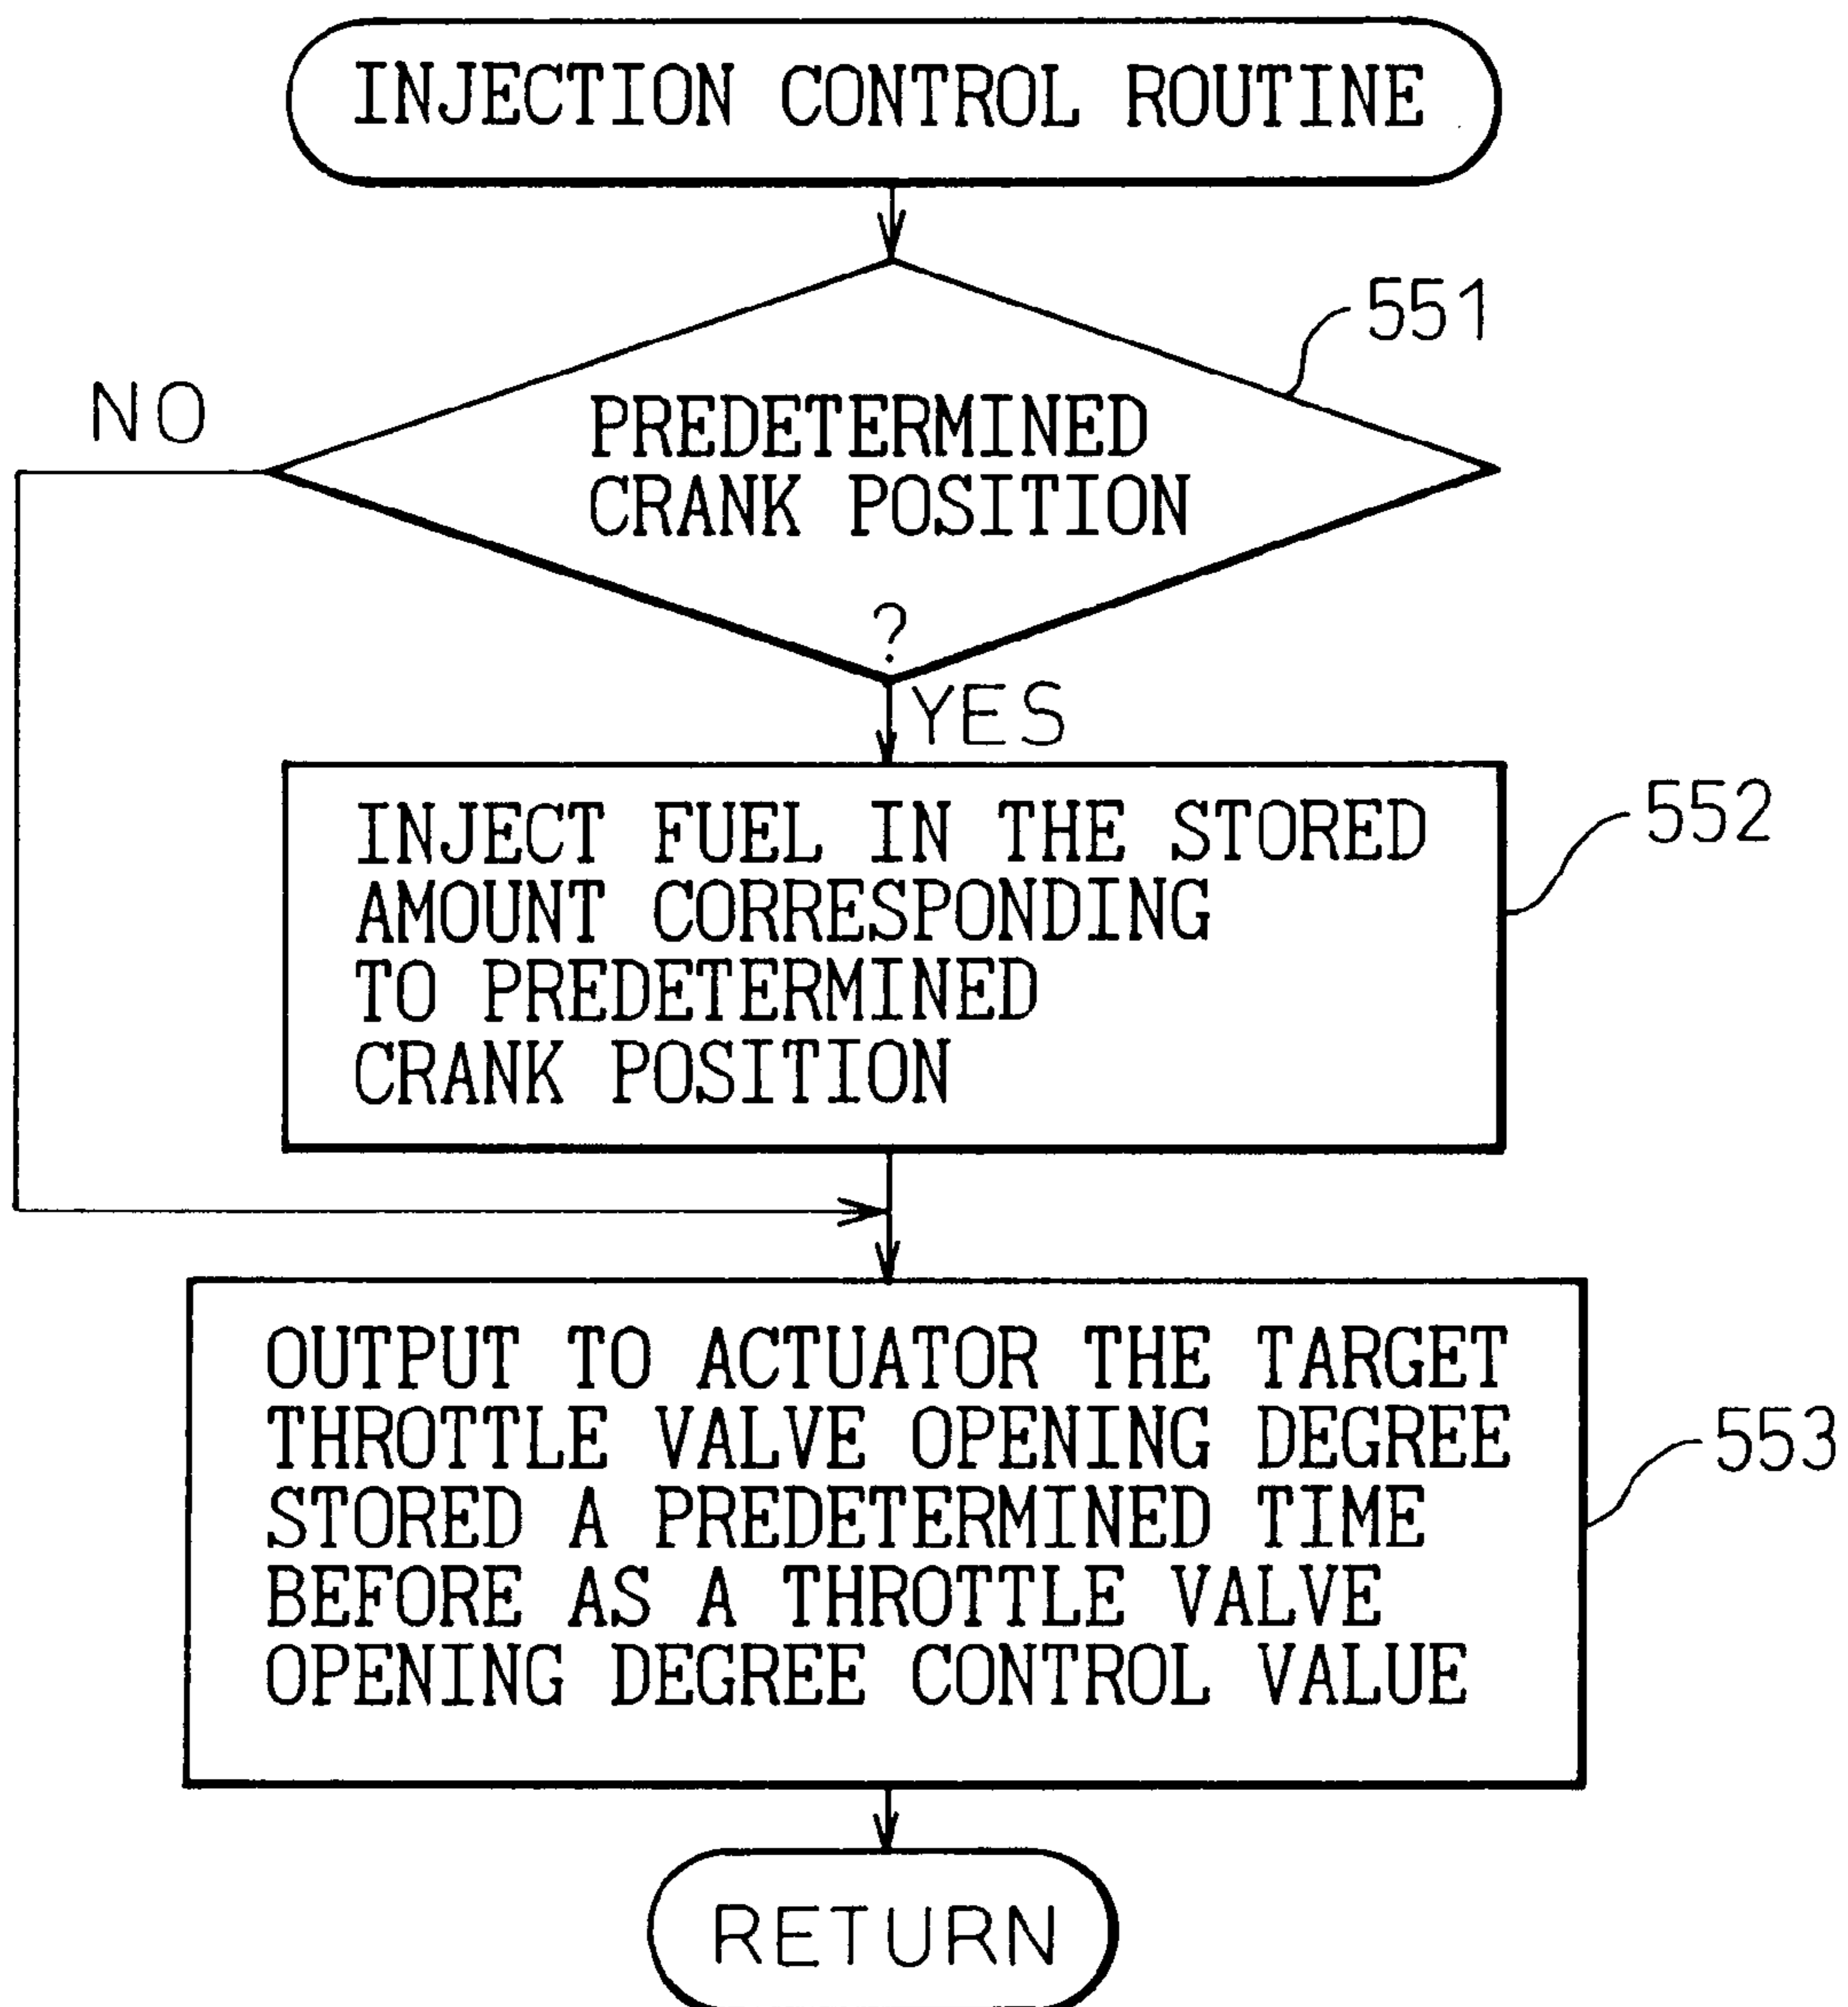 INJECTION CONTROL ROUTINE
551
NO
PREDETERMINED
CRANK POSITION
?
YES
552
INJECT FUEL IN THE STORED
AMOUNT CORRESPONDING
TO PREDETERMINED
CRANK POSITION
OUTPUT TO ACTUATOR THE TARGET
THROTTLE VALVE OPENING DEGREE
553
STORED A PREDETERMINED TIME
BEFORE AS A THROTTLE VALVE
OPENING DEGREE CONTROL VALUE
RETURN